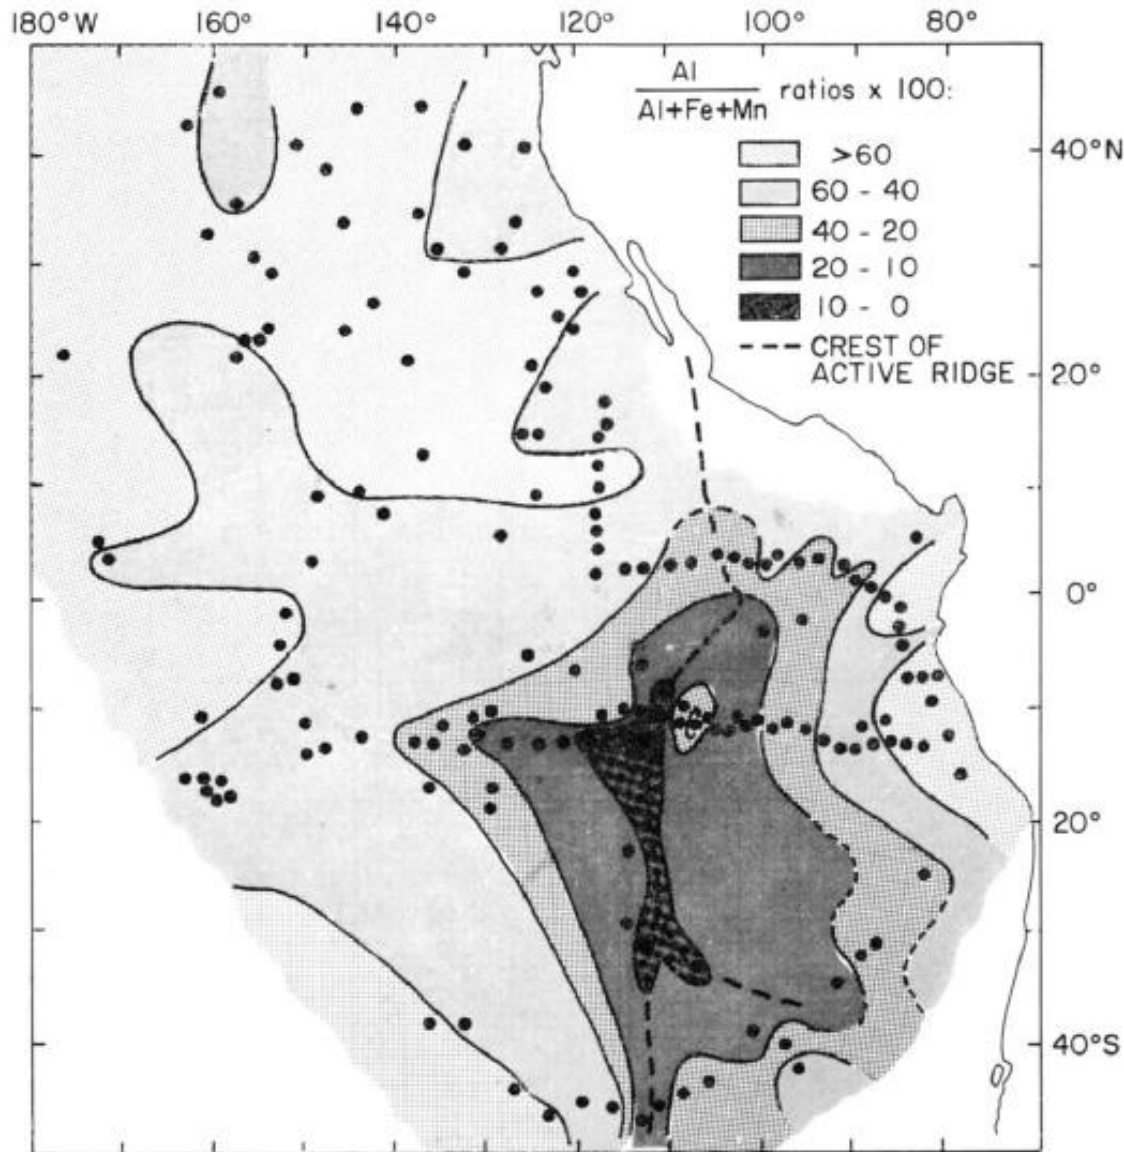 180° W 160° 140° 120° 100° 80°
Al
Al+Fe+Mn
ratios x 100:
>60
60 - 40
40 - 20
20 - 10
10 - 0
CREST OF
ACTIVE RIDGE
40°N
20°
0°
20°
40°S